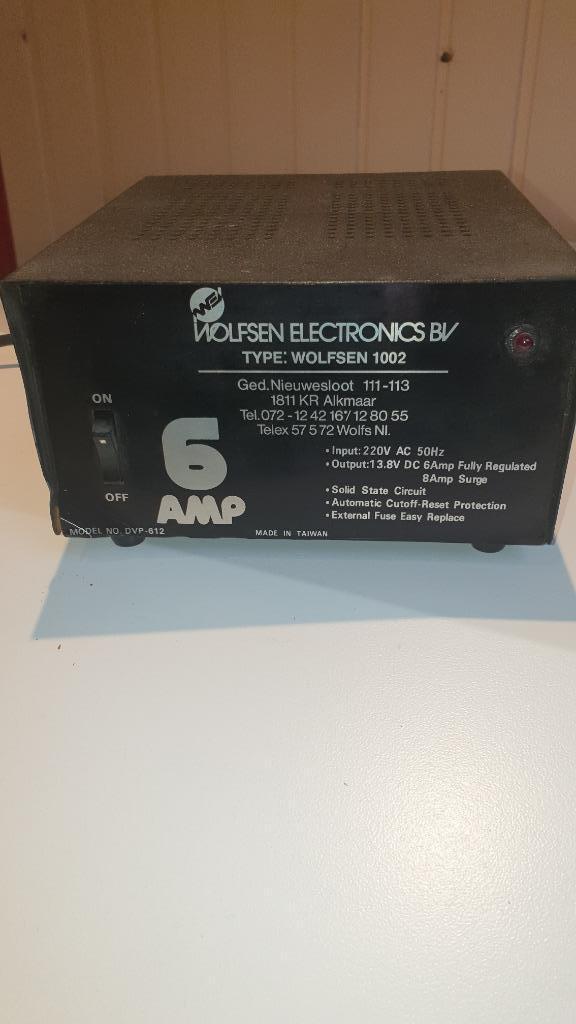 WOLFSEN ELECTRONICS BV
TYPE: WOLFSEN 1002
Ged.Nieuwesloot 111-113
1811 KR Alkmaar
Tel.072-12 42 16*/12 80 55
Telex 57 5 72 Wolfs Nl.
ON
OFF
6
AMP
• Input: 220V AC 50Hz
• Output: 13.8V DC 6Amp Fully Regulated
8Amp Surge
• Solid State Circuit
• Automatic Cutoff-Reset Protection
• External Fuse Easy Replace
MODEL NO. DVP-612
MADE IN TAIWAN